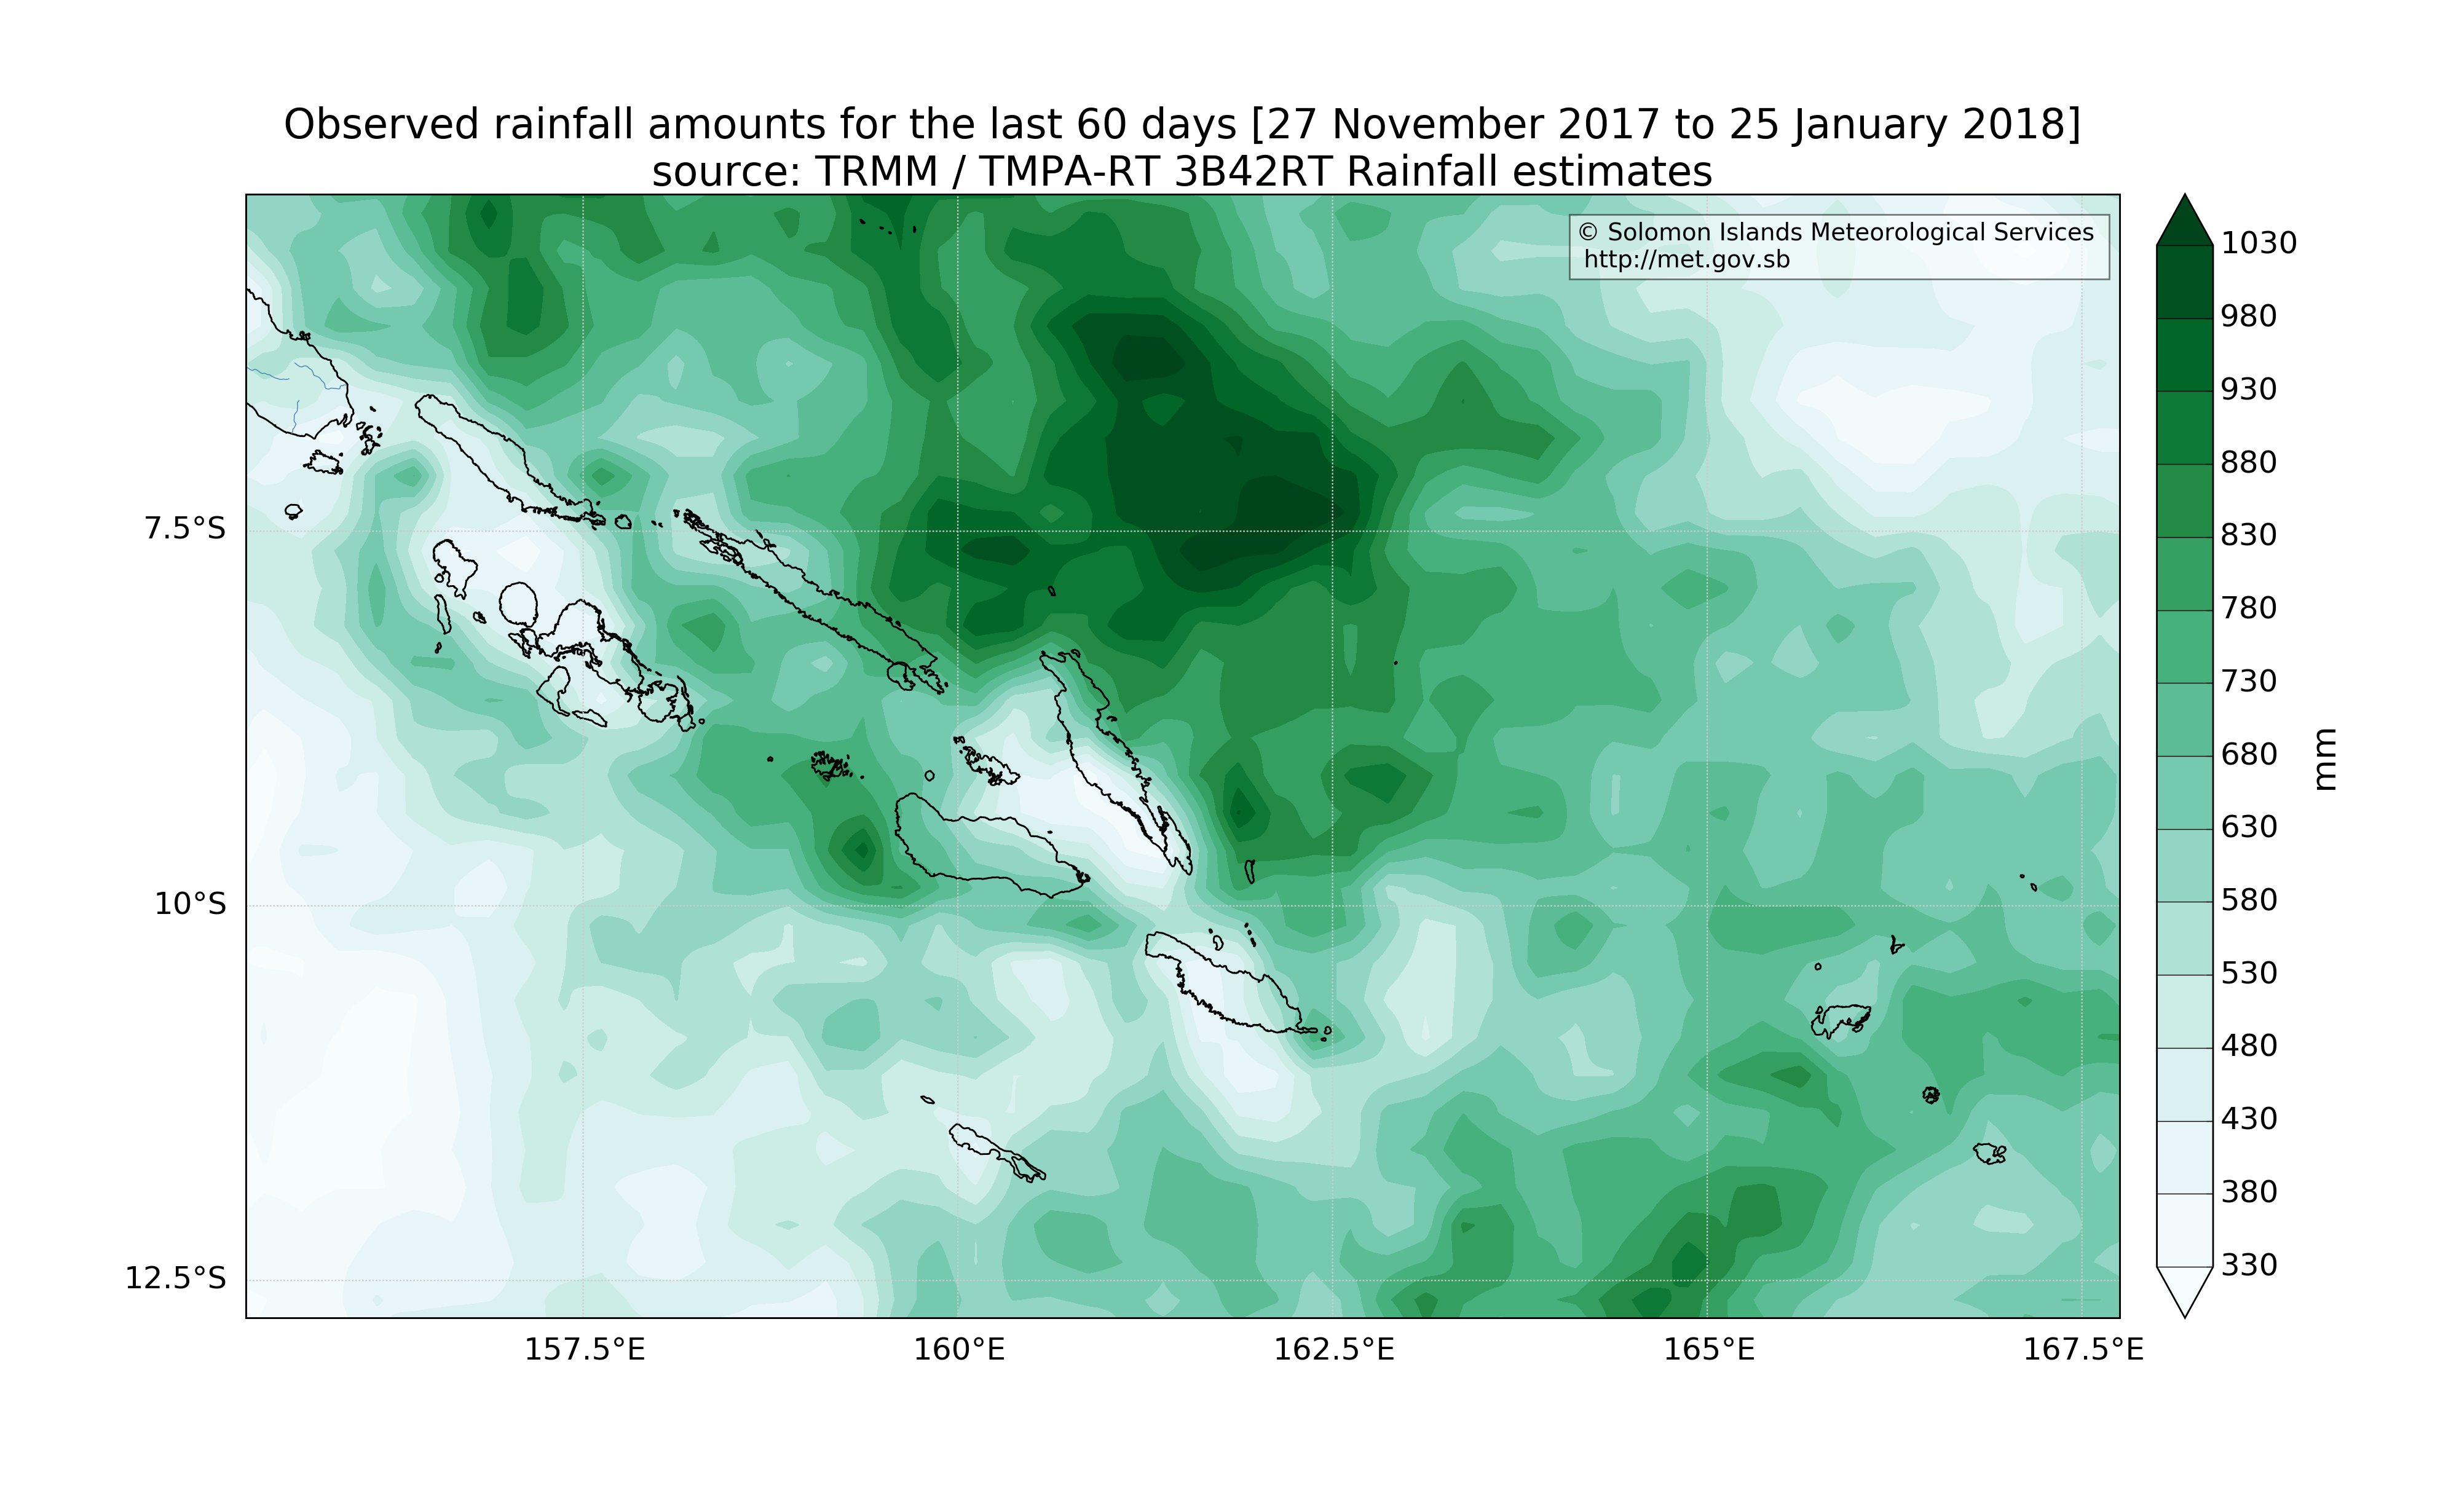 Observed rainfall amounts for the last 60 days [27 November 2017 to 25 January 2018]
source: TRMM / TMPA-RT 3B42RT Rainfall estimates
© Solomon Islands Meteorological Services
http://met.gov.sb
7.5°S
10°S
12.5°S
157.5°E
160°E
162.5°E
165°E
167.5°E
1030
980
930
880
830
780
730
680
630
580
530
480
430
380
330
mm